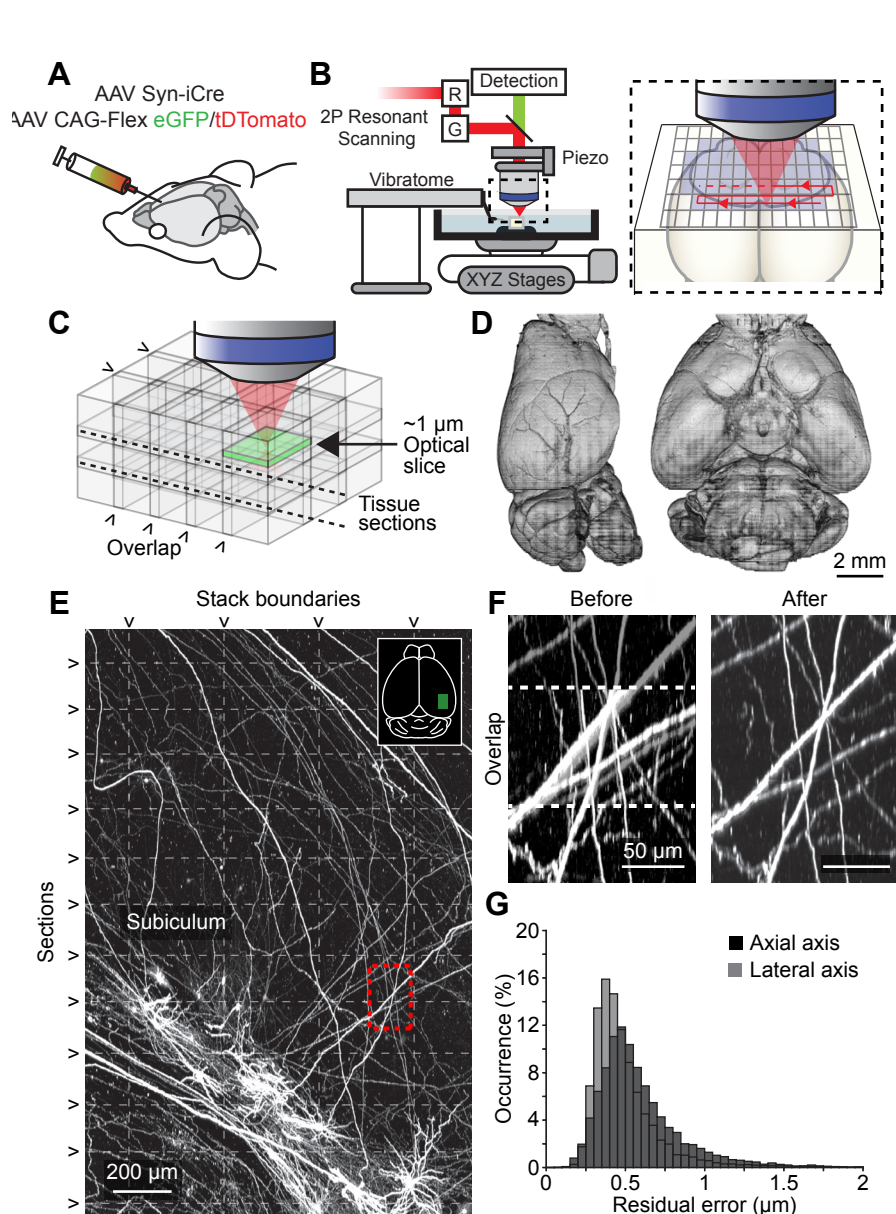 A
AAV Syn-iCre
AAV CAG-Flex eGFP/tDTomato
B
R
G
Detection
2P Resonant
Scanning
Piezo
Vibratome
XYZ Stages
C
~1 µm
Optical
slice
Tissue
sections
Overlap
D
2 mm
E
Stack boundaries
Sections
Subiculum
200 µm
F
Before
After
Overlap
50 µm
G
20
16
12
8
4
0
Occurrence (%)
Axial axis
Lateral axis
0
0.5
1
1.5
2
Residual error (µm)